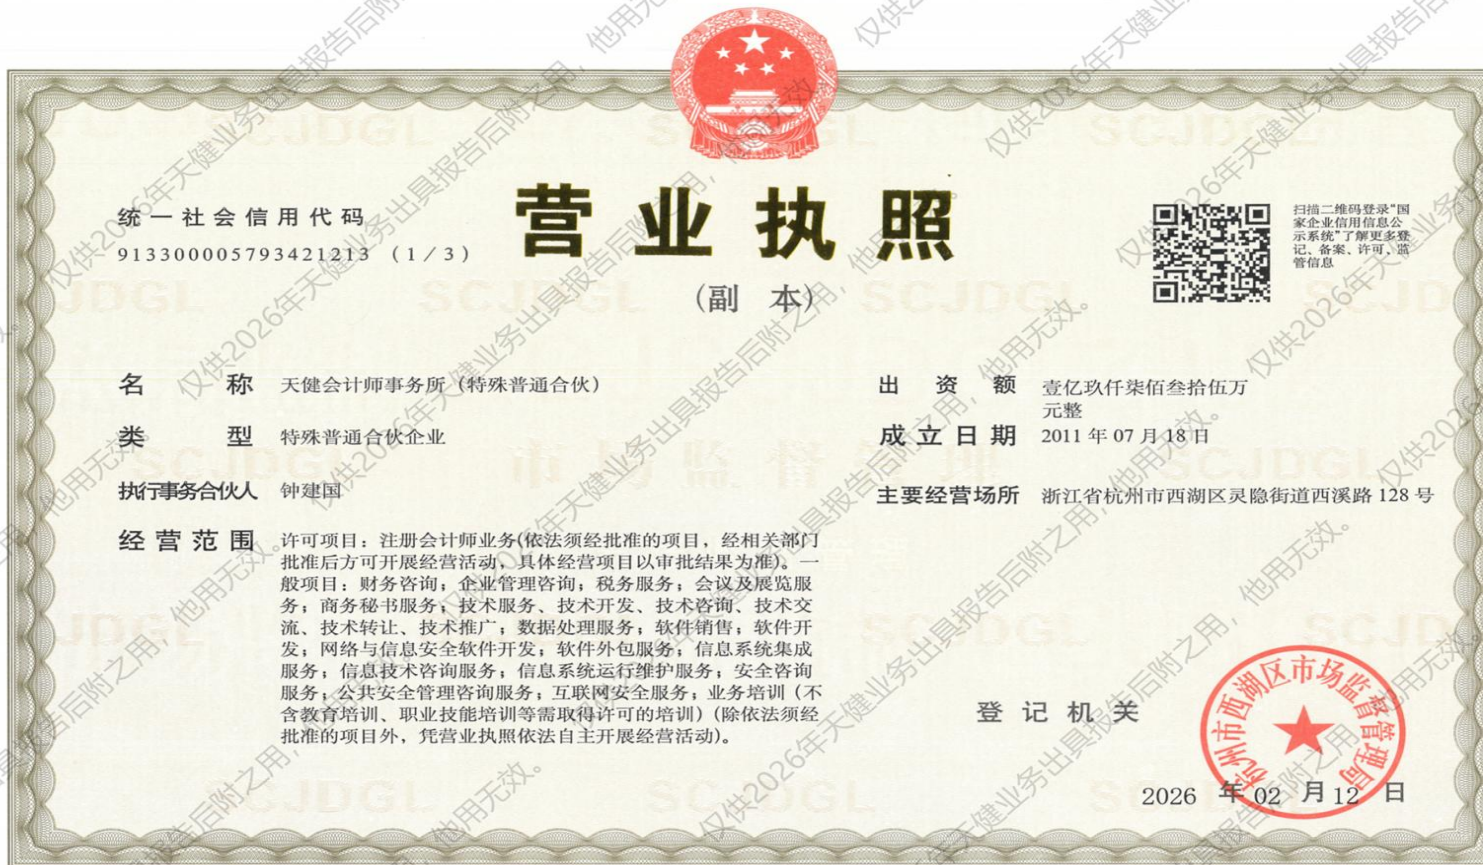 营业执照
（副 本）
统一社会信用代码
913300005793421213 （1/3）
扫描二维码登录“国
家企业信用信息公
示系统”了解更多登
记、备案、许可、监
管信息
名 称 天健会计师事务所（特殊普通合伙）
类 型 特殊普通合伙企业
执行事务合伙人 钟建国
经营范围 许可项目：注册会计师业务(依法须经批准的项目，经相关部门
批准后方可开展经营活动，具体经营项目以审批结果为准)。一
般项目：财务咨询；企业管理咨询；税务服务；会议及展览服
务；商务秘书服务；技术服务、技术开发、技术咨询、技术交
流、技术转让、技术推广；数据处理服务；软件销售；软件开
发；网络与信息安全软件开发；软件外包服务；信息系统集成
服务；信息技术咨询服务；信息系统运行维护服务；安全咨询
服务；公共安全管理咨询服务；互联网安全服务；业务培训（不
含教育培训、职业技能培训等需取得许可的培训）(除依法须经
批准的项目外，凭营业执照依法自主开展经营活动)。
出 资 额 壹亿玖仟柒佰叁拾伍万
元整
成立日期 2011 年 07 月 18 日
主要经营场所 浙江省杭州市西湖区灵隐街道西溪路 128 号
登记机关
杭州市西湖区市场监督管理局
2026 年 02 月 12 日
仅供2026年天健业务出具报告后附之用，他用无效。
SCJDGL
市场监督管理